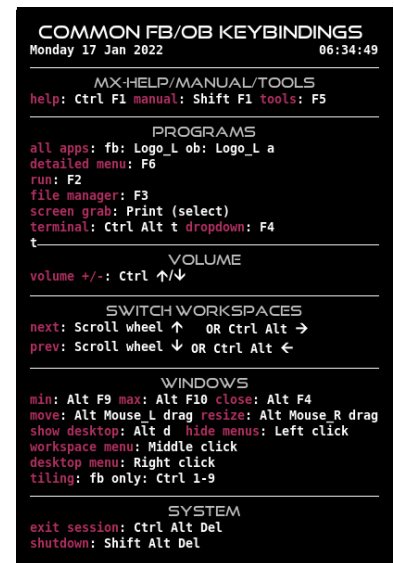 COMMON FB/OB KEYBINDINGS
Monday 17 Jan 2022 06:34:49
MX-HELP/MANUAL/TOOLS
help: Ctrl F1 manual: Shift F1 tools: F5
PROGRAMS
all apps: fb: Logo_L ob: Logo_L a
detailed menu: F6
run: F2
file manager: F3
screen grab: Print (select)
terminal: Ctrl Alt t dropdown: F4
t
VOLUME
volume +/-: Ctrl ↑/↓
SWITCH WORKSPACES
next: Scroll wheel ↑ OR Ctrl Alt →
prev: Scroll wheel ↓ OR Ctrl Alt ←
WINDOWS
min: Alt F9 max: Alt F10 close: Alt F4
move: Alt Mouse_L drag resize: Alt Mouse_R drag
show desktop: Alt d hide menus: Left click
workspace menu: Middle click
desktop menu: Right click
tiling: fb only: Ctrl 1-9
SYSTEM
exit session: Ctrl Alt Del
shutdown: Shift Alt Del